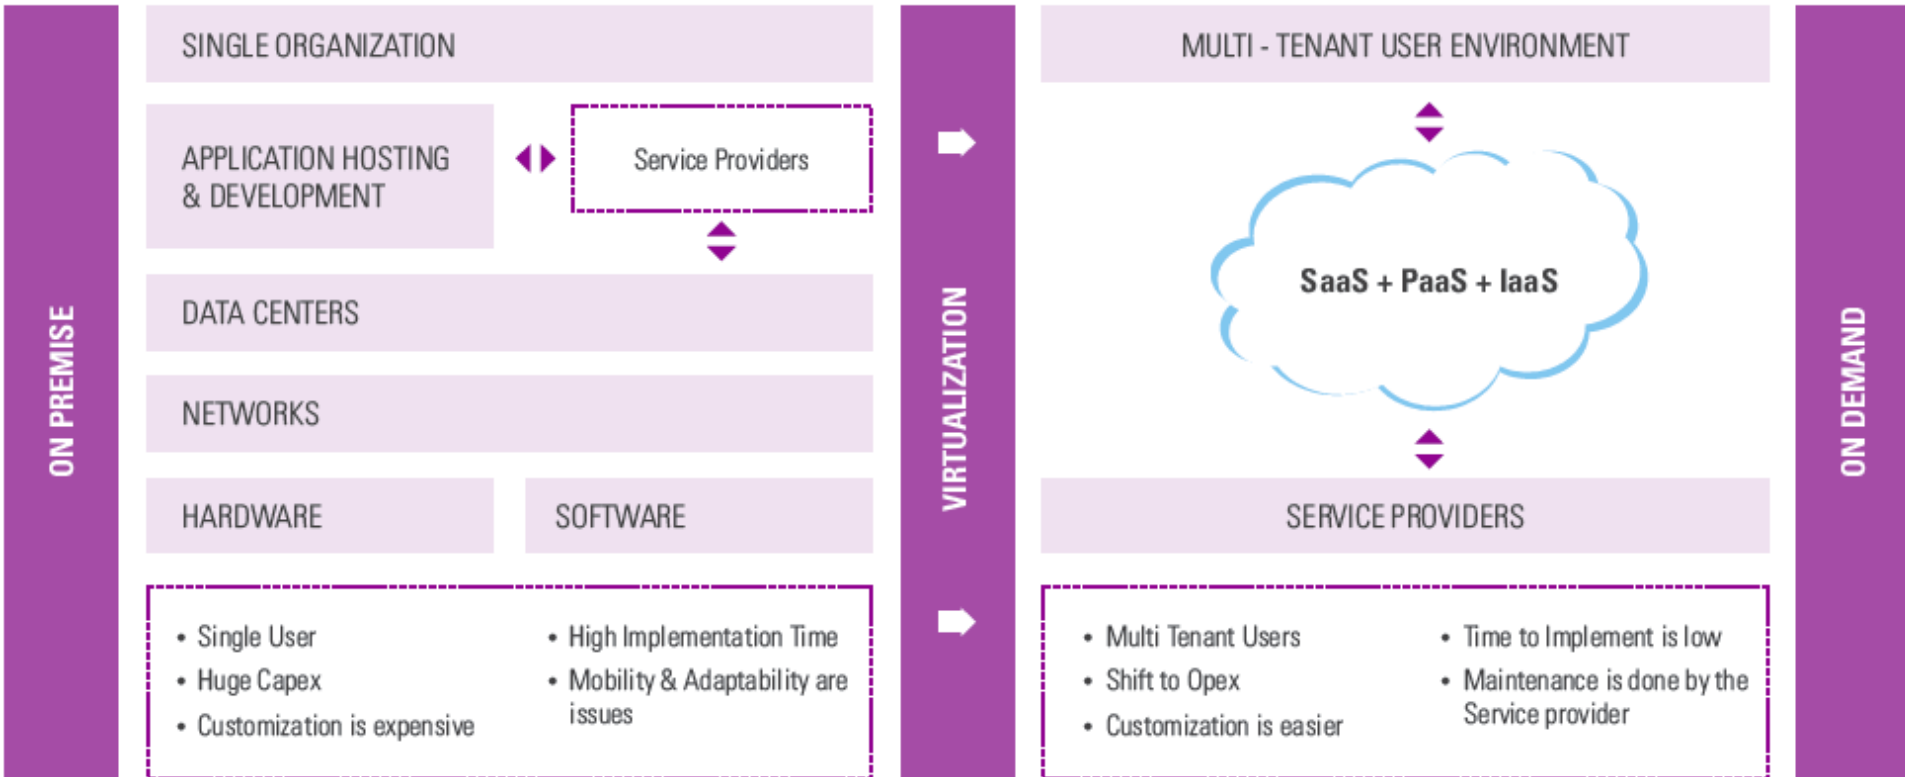 ON PREMISE
SINGLE ORGANIZATION
APPLICATION HOSTING
& DEVELOPMENT
Service Providers
DATA CENTERS
NETWORKS
HARDWARE
SOFTWARE
• Single User
• Huge Capex
• Customization is expensive
• High Implementation Time
• Mobility & Adaptability are
issues
VIRTUALIZATION
MULTI - TENANT USER ENVIRONMENT
SaaS + PaaS + IaaS
SERVICE PROVIDERS
• Multi Tenant Users
• Shift to Opex
• Customization is easier
• Time to Implement is low
• Maintenance is done by the
Service provider
ON DEMAND